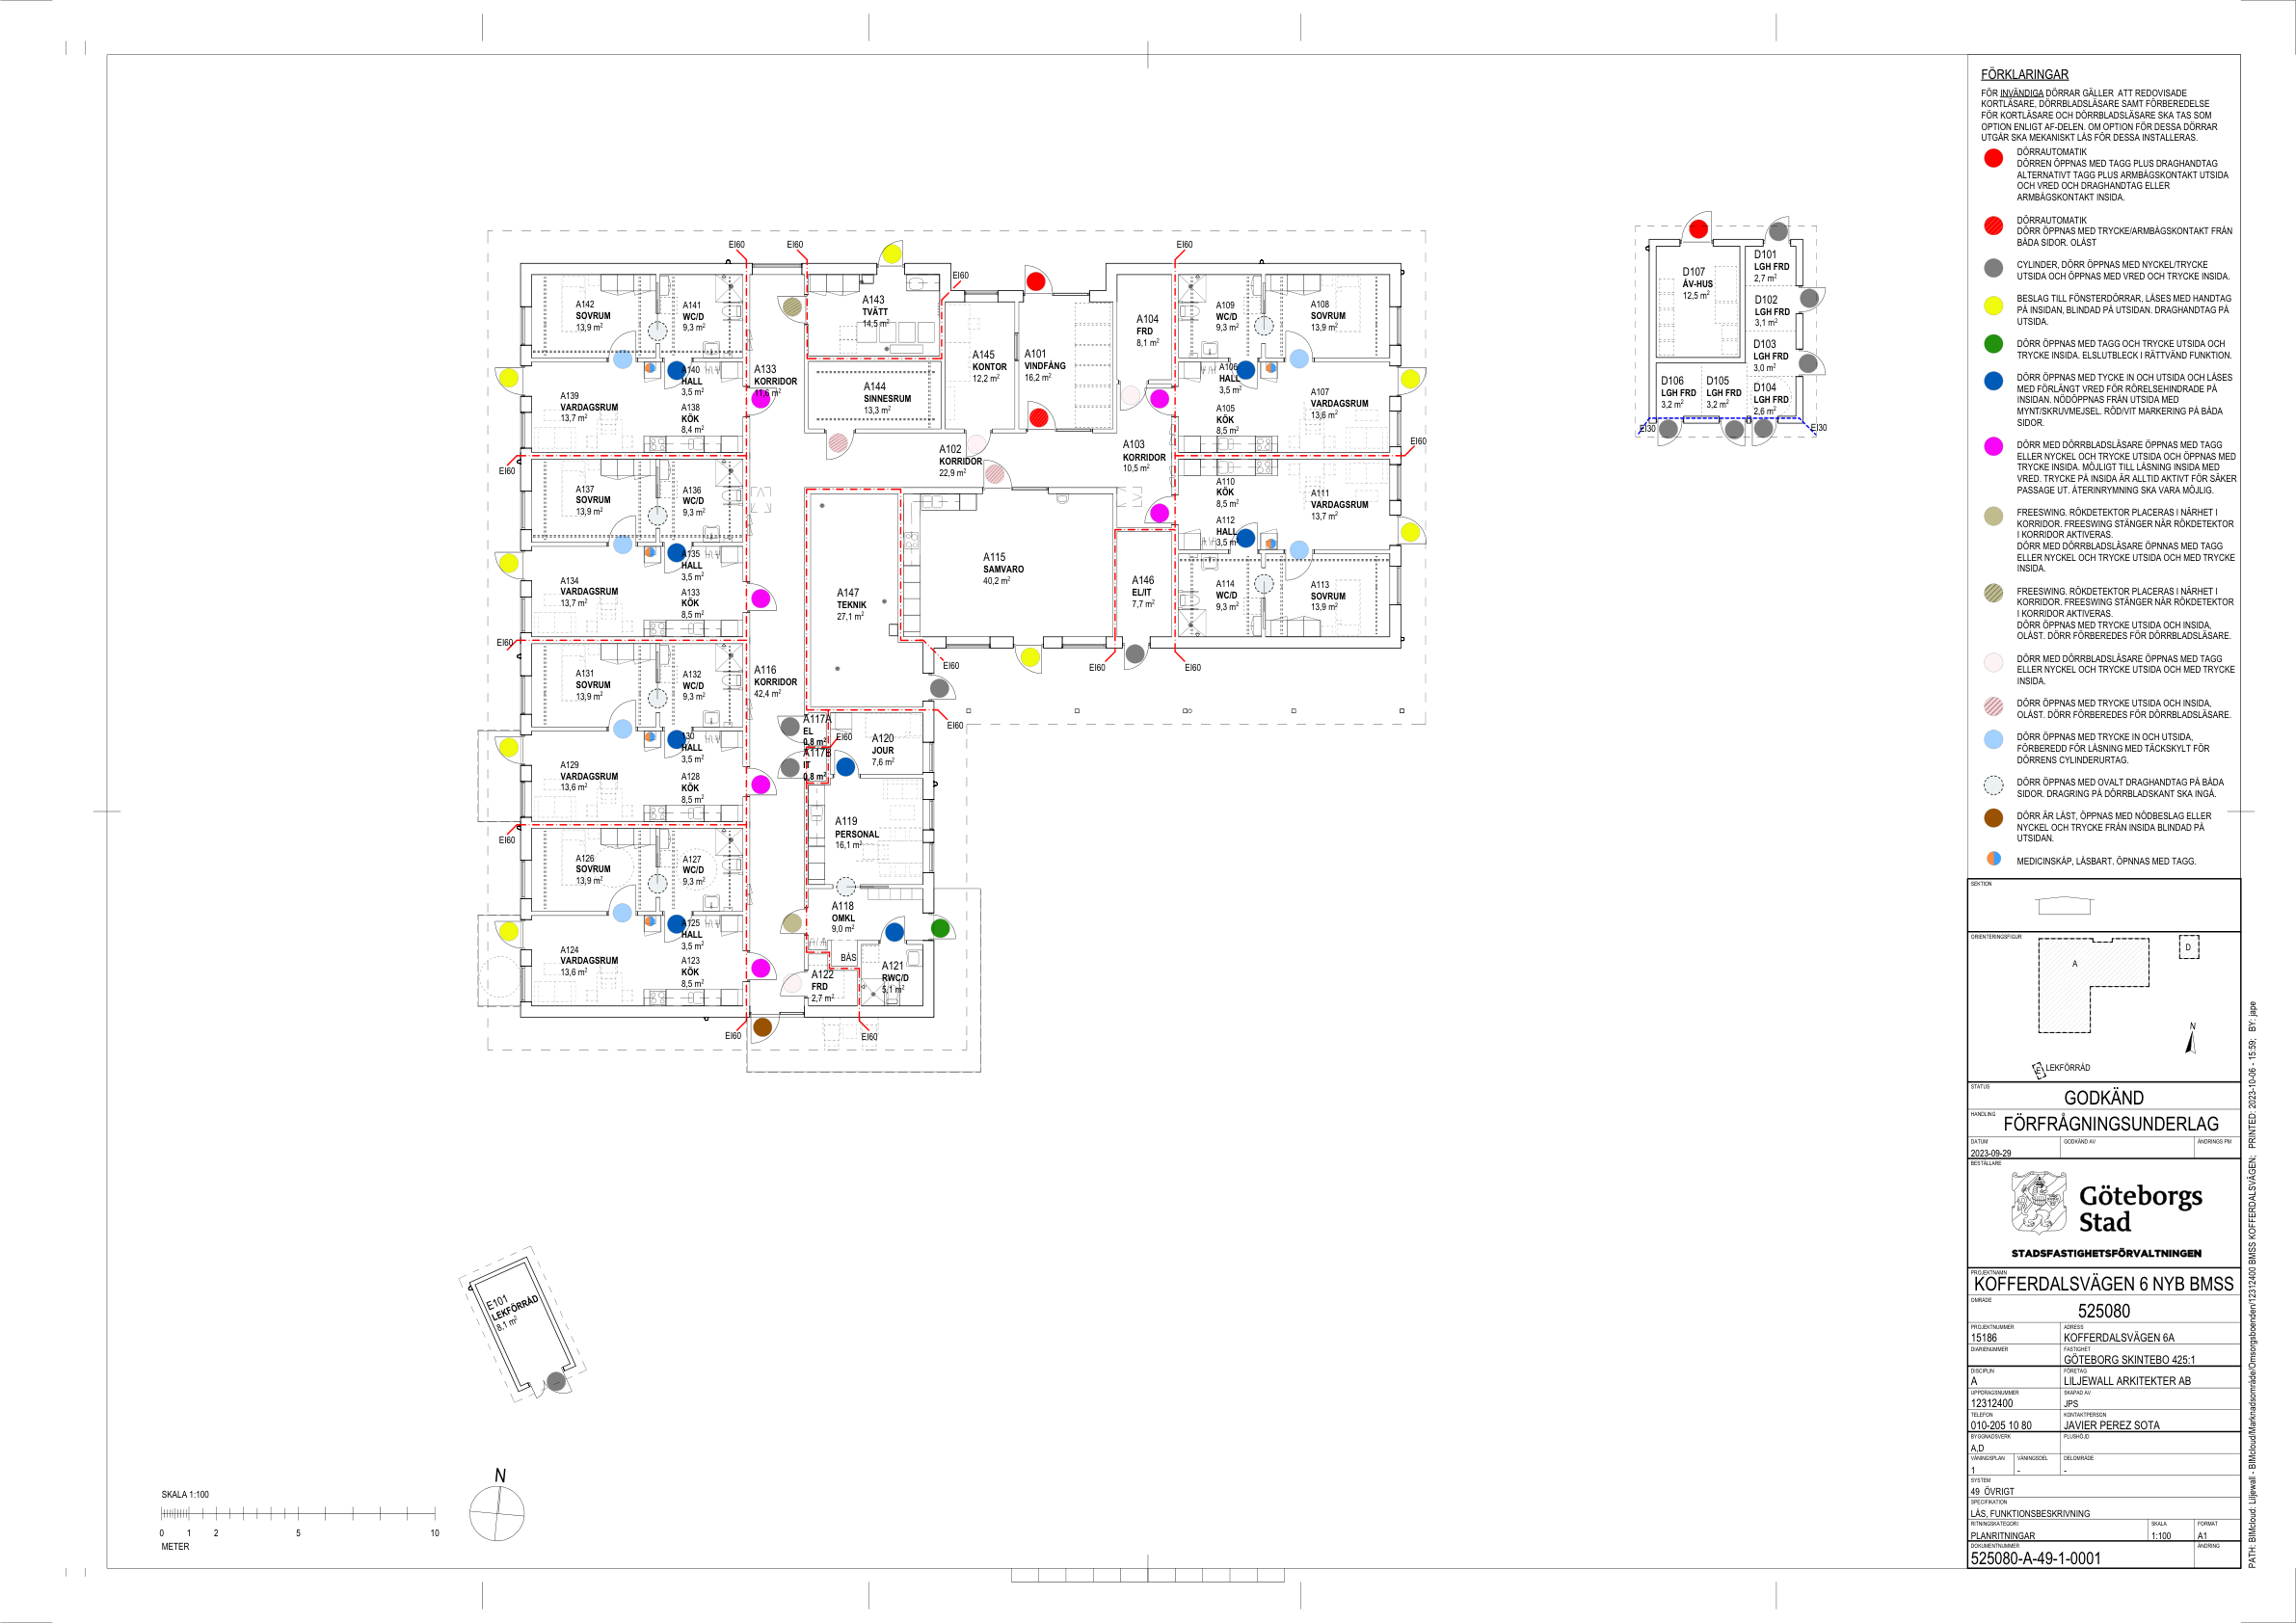 FÖRKLARINGAR
FÖR INVÄNDIGA DÖRRAR GÄLLER ATT REDOVISADE
KORTLÄSARE, DÖRRBLADSLÄSARE SAMT FÖRBEREDELSE
FÖR KORTLÄSARE OCH DÖRRBLADSLÄSARE SKA TAS SOM
OPTION ENLIGT AF-DELEN. OM OPTION FÖR DESSA DÖRRAR
UTGÅR SKA MEKANISKT LÅS FÖR DESSA INSTALLERAS.
DÖRRAUTOMATIK
DÖRREN ÖPPNAS MED TAGG PLUS DRAGHANDTAG
ALTERNATIVT TAGG PLUS ARMBÅGSKONTAKT UTSIDA
OCH VRED OCH DRAGHANDTAG ELLER
ARMBÅGSKONTAKT INSIDA.
DÖRRAUTOMATIK
DÖRR ÖPPNAS MED TRYCKE/ARMBÅGSKONTAKT FRÅN
BÅDA SIDOR. OLÅST
CYLINDER, DÖRR ÖPPNAS MED NYCKEL/TRYCKE
UTSIDA OCH ÖPPNAS MED VRED OCH TRYCKE INSIDA.
BESLAG TILL FÖNSTERDÖRRAR, LÅSES MED HANDTAG
PÅ INSIDAN, BLINDAD PÅ UTSIDAN. DRAGHANDTAG PÅ
UTSIDA.
DÖRR ÖPPNAS MED TAGG OCH TRYCKE UTSIDA OCH
TRYCKE INSIDA. ELSLUTBLECK I RÄTTVÄND FUNKTION.
DÖRR ÖPPNAS MED TYCKE IN OCH UTSIDA OCH LÅSES
MED FÖRLÄNGT VRED FÖR RÖRELSEHINDRADE PÅ
INSIDAN. NÖDÖPPNAS FRÅN UTSIDA MED
MYNT/SKRUVMEJSEL. RÖD/VIT MARKERING PÅ BÅDA
SIDOR.
DÖRR MED DÖRRBLADSLÄSARE ÖPPNAS MED TAGG
ELLER NYCKEL OCH TRYCKE UTSIDA OCH ÖPPNAS MED
TRYCKE INSIDA. MÖJLIGT TILL LÅSNING INSIDA MED
VRED. TRYCKE PÅ INSIDA ÄR ALLTID AKTIVT FÖR SÄKER
PASSAGE UT. ÅTERINRYMNING SKA VARA MÖJLIG.
FREESWING. RÖKDETEKTOR PLACERAS I NÄRHET I
KORRIDOR. FREESWING STÄNGER NÄR RÖKDETEKTOR
I KORRIDOR AKTIVERAS.
DÖRR MED DÖRRBLADSLÄSARE ÖPNNAS MED TAGG
ELLER NYCKEL OCH TRYCKE UTSIDA OCH MED TRYCKE
INSIDA.
FREESWING. RÖKDETEKTOR PLACERAS I NÄRHET I
KORRIDOR. FREESWING STÄNGER NÄR RÖKDETEKTOR
I KORRIDOR AKTIVERAS.
DÖRR ÖPPNAS MED TRYCKE UTSIDA OCH INSIDA,
OLÅST. DÖRR FÖRBEREDES FÖR DÖRRBLADSLÄSARE.
DÖRR MED DÖRRBLADSLÄSARE ÖPPNAS MED TAGG
ELLER NYCKEL OCH TRYCKE UTSIDA OCH MED TRYCKE
INSIDA.
DÖRR ÖPPNAS MED TRYCKE UTSIDA OCH INSIDA,
OLÅST. DÖRR FÖRBEREDES FÖR DÖRRBLADSLÄSARE.
DÖRR ÖPPNAS MED TRYCKE IN OCH UTSIDA,
FÖRBEREDD FÖR LÅSNING MED TÄCKSKYLT FÖR
DÖRRENS CYLINDERURTAG.
DÖRR ÖPPNAS MED OVALT DRAGHANDTAG PÅ BÅDA
SIDOR. DRAGRING PÅ DÖRRBLADSKANT SKA INGÅ.
DÖRR ÄR LÅST, ÖPPNAS MED NÖDBESLAG ELLER
NYCKEL OCH TRYCKE FRÅN INSIDA BLINDAD PÅ
UTSIDAN.
MEDICINSKÅP, LÅSBART. ÖPNNAS MED TAGG.
EI60
EI60
EI60
EI60
A142
SOVRUM
13,9 m²
A141
WC/D
9,3 m²
A143
TVÄTT
14,5 m²
A140
HALL
3,5 m²
A133
KORRIDOR
11,6 m²
A139
VARDAGSRUM
13,7 m²
A138
KÖK
8,4 m²
A144
SINNESRUM
13,3 m²
A145
KONTOR
12,2 m²
A101
VINDFÅNG
16,2 m²
A104
FRD
8,1 m²
A109
WC/D
9,3 m²
A108
SOVRUM
13,9 m²
A106
HALL
3,5 m²
A107
VARDAGSRUM
13,6 m²
A105
KÖK
8,5 m²
A102
KORRIDOR
22,9 m²
A103
KORRIDOR
10,5 m²
EI60
EI60
A137
SOVRUM
13,9 m²
A136
WC/D
9,3 m²
A110
KÖK
8,5 m²
A111
VARDAGSRUM
13,7 m²
A112
HALL
3,5 m²
A135
HALL
3,5 m²
A134
VARDAGSRUM
13,7 m²
A133
KÖK
8,5 m²
A147
TEKNIK
27,1 m²
A115
SAMVARO
40,2 m²
A146
EL/IT
7,7 m²
A114
WC/D
9,3 m²
A113
SOVRUM
13,9 m²
EI60
EI60
EI60
EI60
A131
SOVRUM
13,9 m²
A132
WC/D
9,3 m²
A116
KORRIDOR
42,4 m²
EI60
130
HALL
3,5 m²
A117A
EL
0,8 m²
EI60
A117B
IT
0,8 m²
A120
JOUR
7,6 m²
A129
VARDAGSRUM
13,6 m²
A128
KÖK
8,5 m²
EI60
A119
PERSONAL
16,1 m²
A126
SOVRUM
13,9 m²
A127
WC/D
9,3 m²
A118
OMKL
9,0 m²
A125
HALL
3,5 m²
A124
VARDAGSRUM
13,6 m²
A123
KÖK
8,5 m²
BÅS
A122
FRD
2,7 m²
A121
RWC/D
5,1 m²
EI60
EI60
D107
ÅV-HUS
12,5 m²
D101
LGH FRD
2,7 m²
D102
LGH FRD
3,1 m²
D103
LGH FRD
3,0 m²
D106
LGH FRD
3,2 m²
D105
LGH FRD
3,2 m²
D104
LGH FRD
2,6 m²
EI30
EI30
E101
LEKFÖRRÅD
8,1 m²
SKALA 1:100
0 1 2 5 10
METER
N
SEKTION
ORIENTERINGSFIGUR
A
D
N
E
LEKFÖRRÅD
STATUS
GODKÄND
HANDLING
FÖRFRÅGNINGSUNDERLAG
DATUM GODKÄND AV ÄNDRINGS PM
2023-09-29
BESTÄLLARE
Göteborgs
Stad
STADSFASTIGHETSFÖRVALTNINGEN
PROJEKTNAMN
KOFFERDALSVÄGEN 6 NYB BMSS
OMRÅDE
525080
PROJEKTNUMMER ADRESS
15186 KOFFERDALSVÄGEN 6A
DIARIENUMMER FASTIGHET
GÖTEBORG SKINTEBO 425:1
DISCIPLIN FÖRETAG
A LILJEWALL ARKITEKTER AB
UPPDRAGSNUMMER SKAPAD AV
12312400 JPS
TELEFON KONTAKTPERSON
010-205 10 80 JAVIER PEREZ SOTA
BYGGNADSVERK PLUSHÖJD
A,D
VÅNINGSPLAN VÅNINGSDEL DELOMRÅDE
1 - -
SYSTEM
49 ÖVRIGT
SPECIFIKATION
LÅS, FUNKTIONSBESKRIVNING
RITNINGSKATEGORI SKALA FORMAT
PLANRITNINGAR 1:100 A1
DOKUMENTNUMMER ÄNDRING
525080-A-49-1-0001
PATH: BIMcloud: Liljewall - BIMcloud/Marknadsområde/Omsorgsboenden/12312400 BMSS KOFFERDALSVÄGEN; PRINTED: 2023-10-06 - 15:59; BY: jape